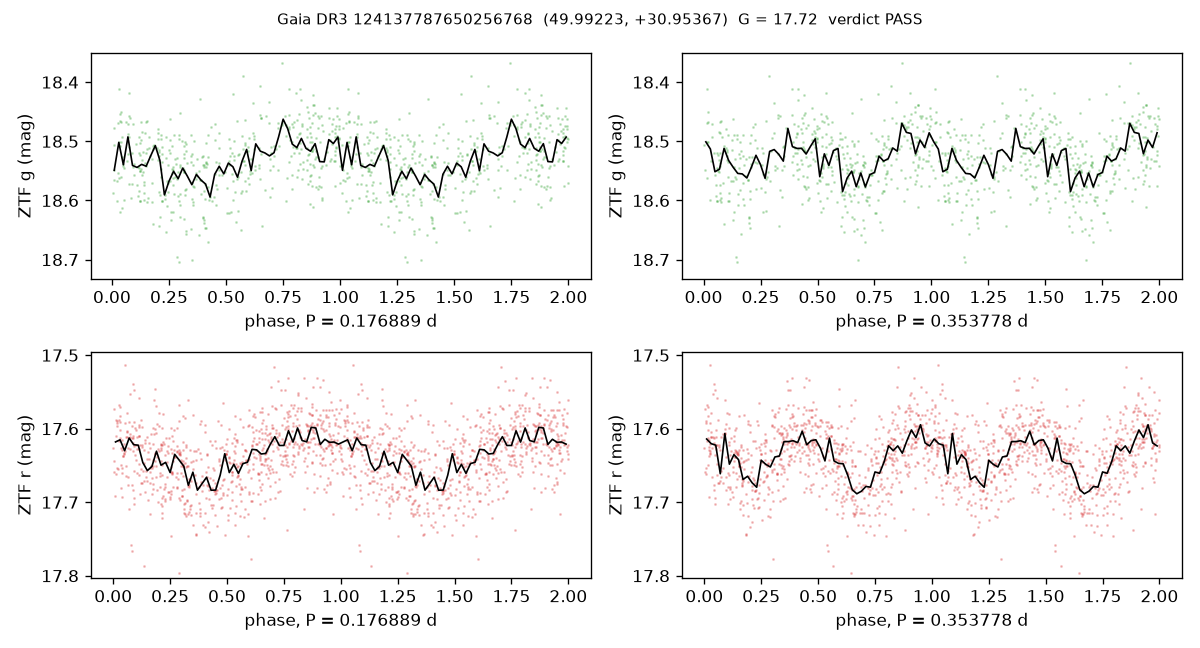 Gaia DR3 124137787650256768 (49.99223, +30.95367) G = 17.72 verdict PASS
ZTF g (mag)
18.4
18.5
18.6
18.7
0.00 0.25 0.50 0.75 1.00 1.25 1.50 1.75 2.00
phase, P = 0.176889 d
ZTF g (mag)
18.4
18.5
18.6
18.7
0.00 0.25 0.50 0.75 1.00 1.25 1.50 1.75 2.00
phase, P = 0.353778 d
ZTF r (mag)
17.5
17.6
17.7
17.8
0.00 0.25 0.50 0.75 1.00 1.25 1.50 1.75 2.00
phase, P = 0.176889 d
ZTF r (mag)
17.5
17.6
17.7
17.8
0.00 0.25 0.50 0.75 1.00 1.25 1.50 1.75 2.00
phase, P = 0.353778 d